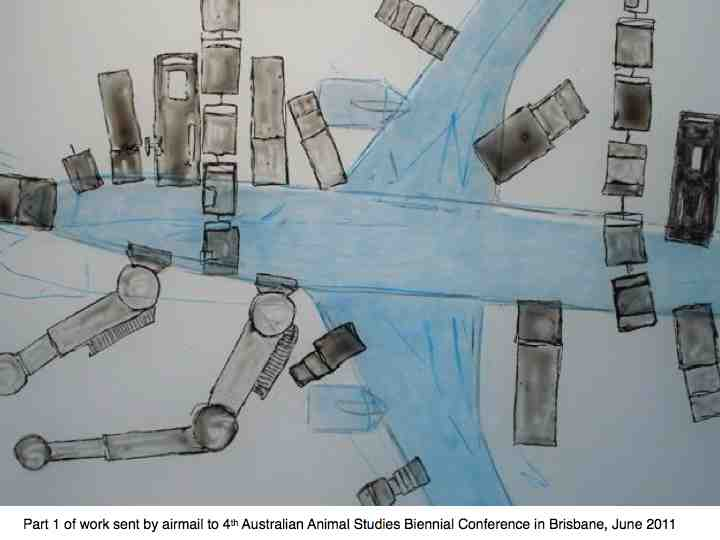 Part 1 of work sent by airmail to 4th Australian Animal Studies Biennial Conference in Brisbane, June 2011